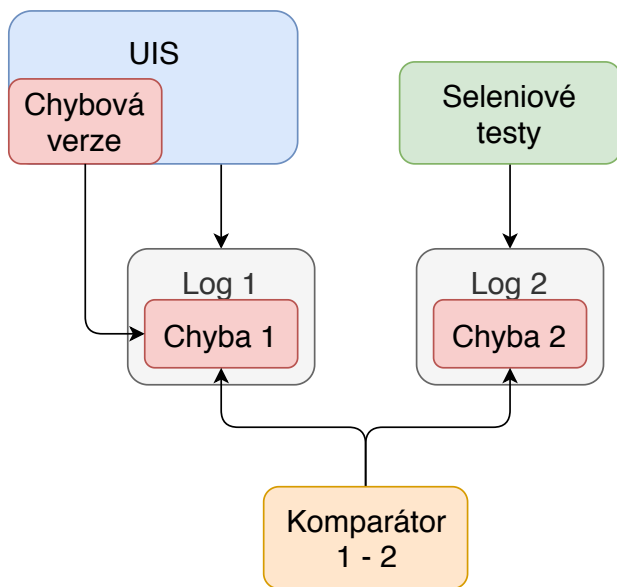 UIS
Chybová
verze
Seleniové
testy
Log 1
Chyba 1
Log 2
Chyba 2
Komparátor
1 - 2